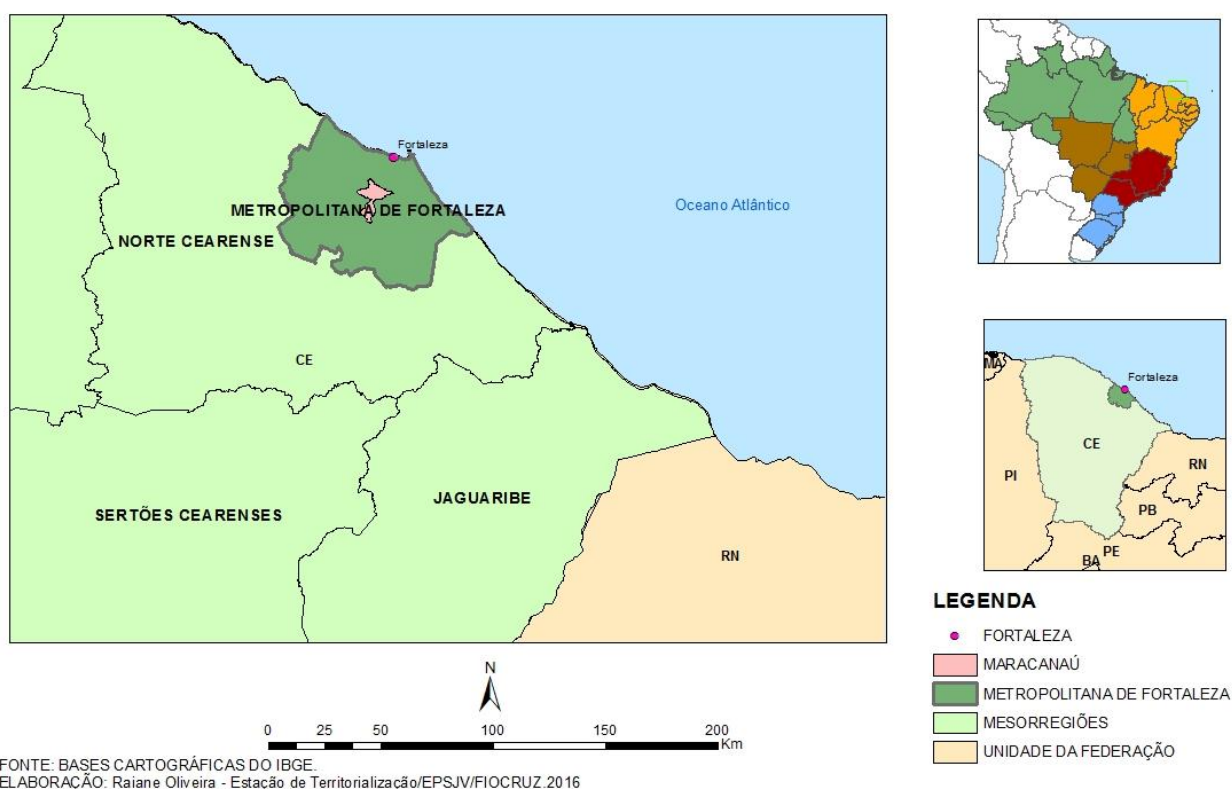 Fortaleza
Oceano Atlântico
METROPOLITANA DE FORTALEZA
NORTE CEARENSE
CE
JAGUARIBE
SERTÕES CEARENSES
RN
MA
Fortaleza
CE
PI
RN
PB
PE
BA
LEGENDA
FORTALEZA
MARACANAÚ
METROPOLITANA DE FORTALEZA
MESORREGIÕES
UNIDADE DA FEDERAÇÃO
N
0 25 50 100 150 200
Km
FONTE: BASES CARTOGRÁFICAS DO IBGE.
ELABORAÇÃO: Raiane Oliveira - Estação de Territorialização/EPSJV/FIOCRUZ.2016